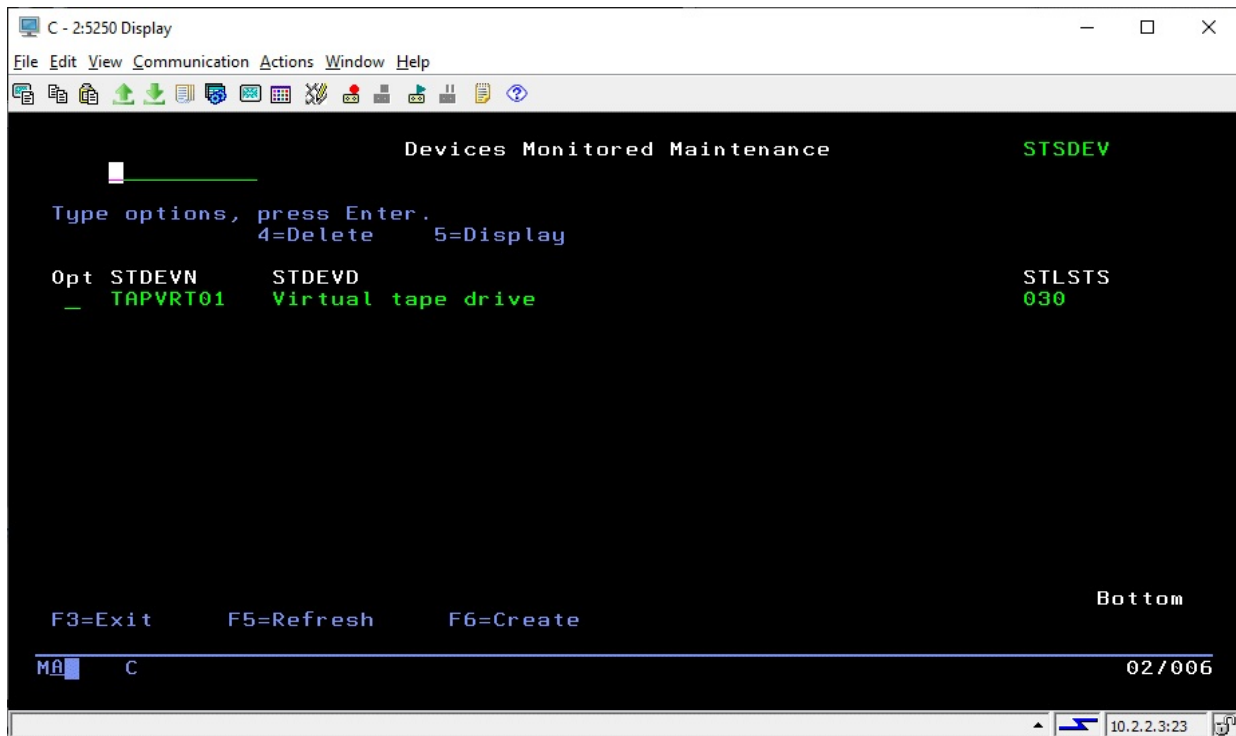 C - 2:5250 Display
File Edit View Communication Actions Window Help
Devices Monitored Maintenance STSDEV
Type options, press Enter.
4=Delete 5=Display
Opt STDEVN STDEVD STLSTS
_ TAPVRT01 Virtual tape drive 030
Bottom
F3=Exit F5=Refresh F6=Create
MA C 02/006
10.2.2.3:23